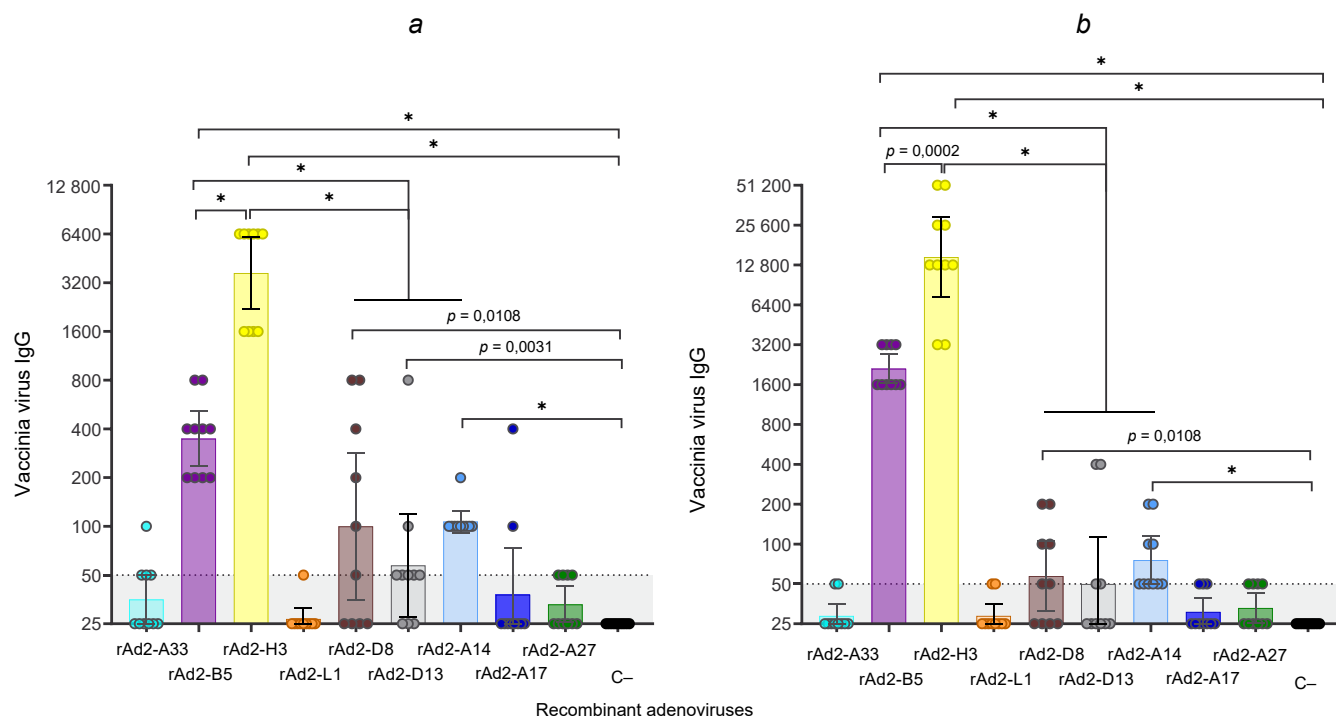 a
*
*
*
*
*
p = 0,0108
p = 0,0031
*
Vaccinia virus IgG
12 800
6400
3200
1600
800
400
200
100
50
25
rAd2-A33
rAd2-H3
rAd2-D8
rAd2-A14
rAd2-A27
rAd2-B5
rAd2-L1
rAd2-D13
rAd2-A17
C–
b
*
*
*
p = 0,0002
*
p = 0,0108
*
Vaccinia virus IgG
51 200
25 600
12 800
6400
3200
1600
800
400
200
100
50
25
rAd2-A33
rAd2-H3
rAd2-D8
rAd2-A14
rAd2-A27
rAd2-B5
rAd2-L1
rAd2-D13
rAd2-A17
C–
Recombinant adenoviruses